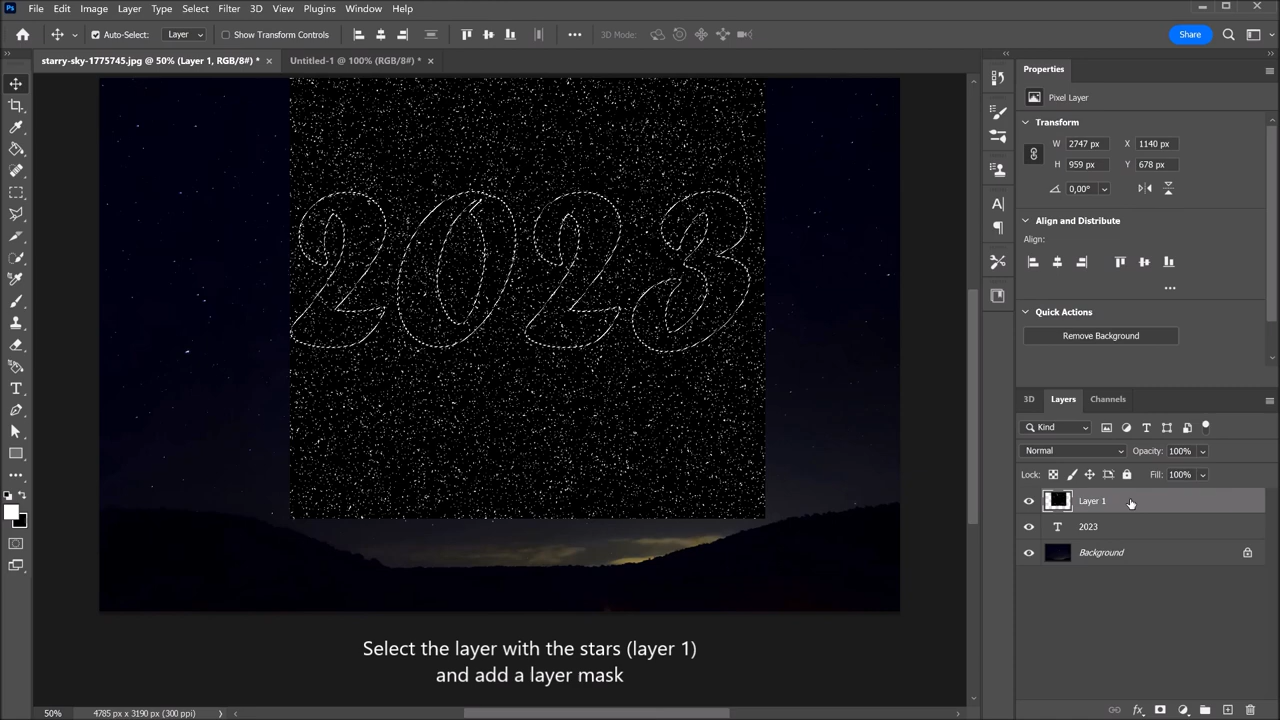 Ps File Edit Image Layer Type Select Filter 3D View Plugins Window Help
Auto-Select: Layer Show Transform Controls 3D Mode: Share
starry-sky-1775745.jpg @ 50% (Layer 1, RGB/8#) * Untitled-1 @ 100% (RGB/8#) *
Properties
Pixel Layer
Transform
W 2747 px X 1140 px
H 959 px Y 678 px
0,00°
Align and Distribute
Align:
Quick Actions
Remove Background
2023
3D Layers Channels
Kind
Normal Opacity: 100%
Lock: Fill: 100%
Layer 1
2023
Background
Select the layer with the stars (layer 1)
and add a layer mask
50% 4785 px x 3190 px (300 ppi)